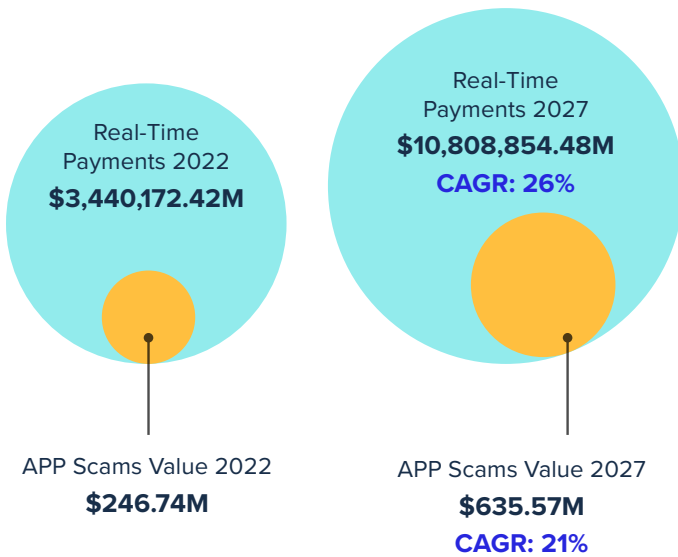 Real-Time
Payments 2022
$3,440,172.42M
Real-Time
Payments 2027
$10,808,854.48M
CAGR: 26%
APP Scams Value 2022
$246.74M
APP Scams Value 2027
$635.57M
CAGR: 21%